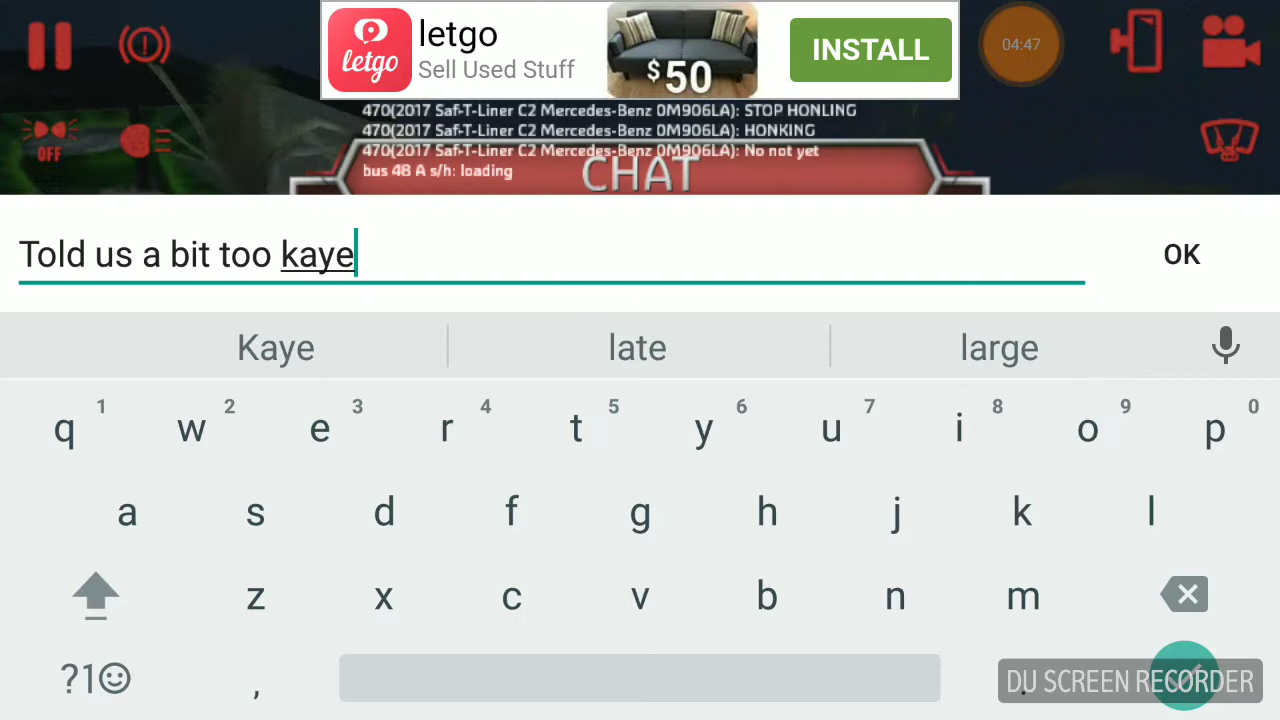 letgo
letgo
Sell Used Stuff
$50
INSTALL
04:47
OFF
470(2017 Saf-T-Liner C2 Mercedes-Benz OM906LA): STOP HONLING
470(2017 Saf-T-Liner C2 Mercedes-Benz OM906LA): HONKING
470(2017 Saf-T-Liner C2 Mercedes-Benz OM906LA): No not yet
bus 48 A s/h: loading
CHAT
Told us a bit too kaye
OK
Kaye late large
q 1 w 2 e 3 r 4 t 5 y 6 u 7 i 8 o 9 p 0
a s d f g h j k l
z x c v b n m
?1 , .
DU SCREEN RECORDER